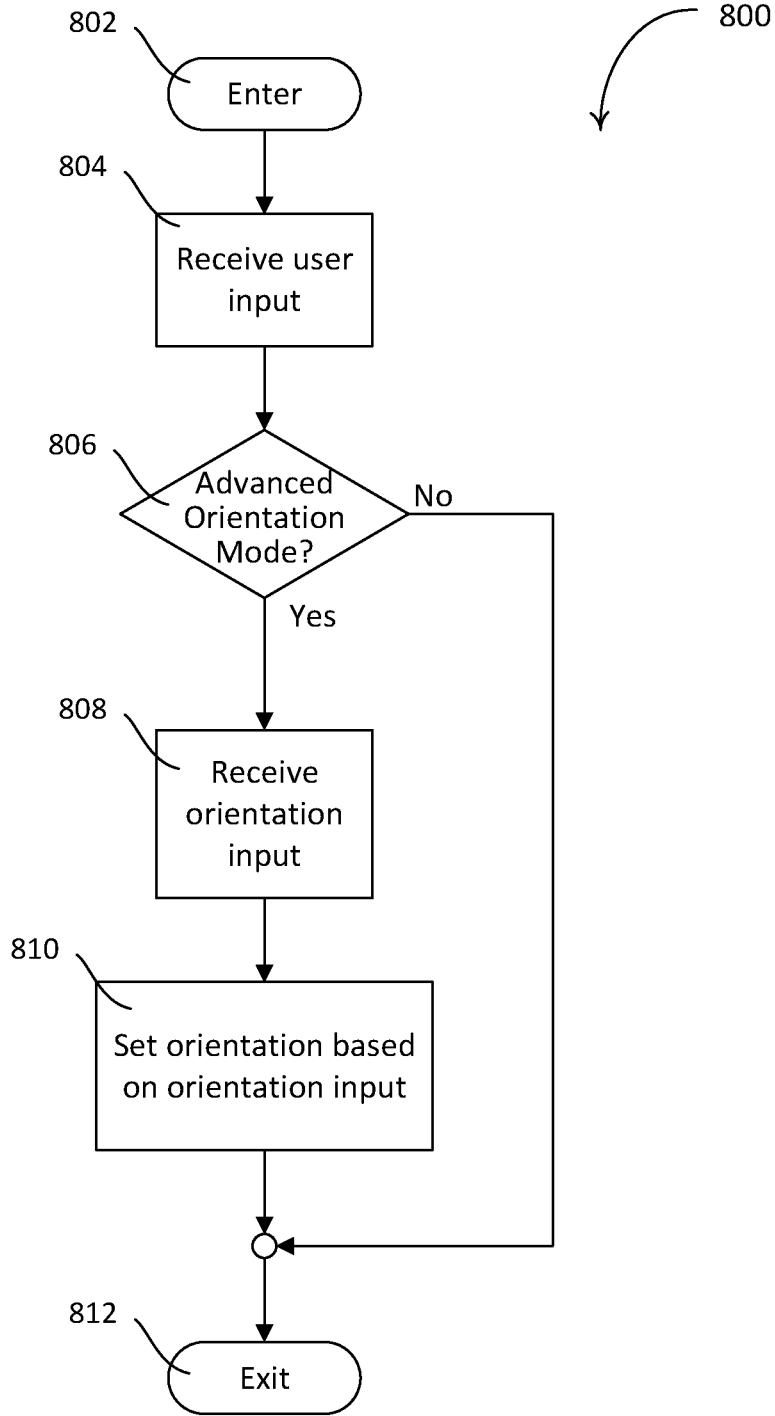 802
800
Enter
804
Receive user
input
806
Advanced
Orientation
Mode?
No
Yes
808
Receive
orientation
input
810
Set orientation based
on orientation input
812
Exit